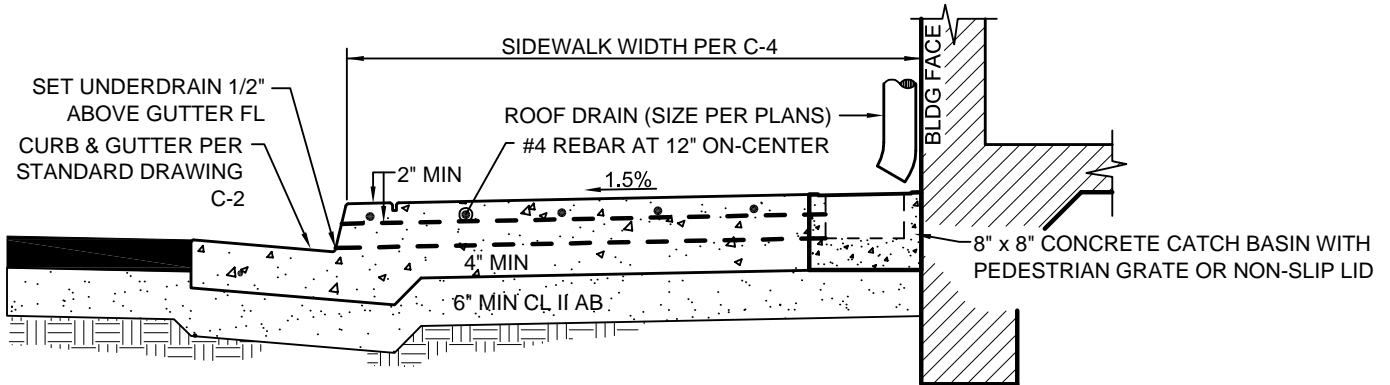 SIDEWALK WIDTH PER C-4
BLDG FACE
SET UNDERDRAIN 1/2"
ABOVE GUTTER FL
ROOF DRAIN (SIZE PER PLANS)
CURB & GUTTER PER
STANDARD DRAWING
C-2
#4 REBAR AT 12" ON-CENTER
2" MIN
1.5%
8" x 8" CONCRETE CATCH BASIN WITH
PEDESTRIAN GRATE OR NON-SLIP LID
4" MIN
6" MIN CL II AB